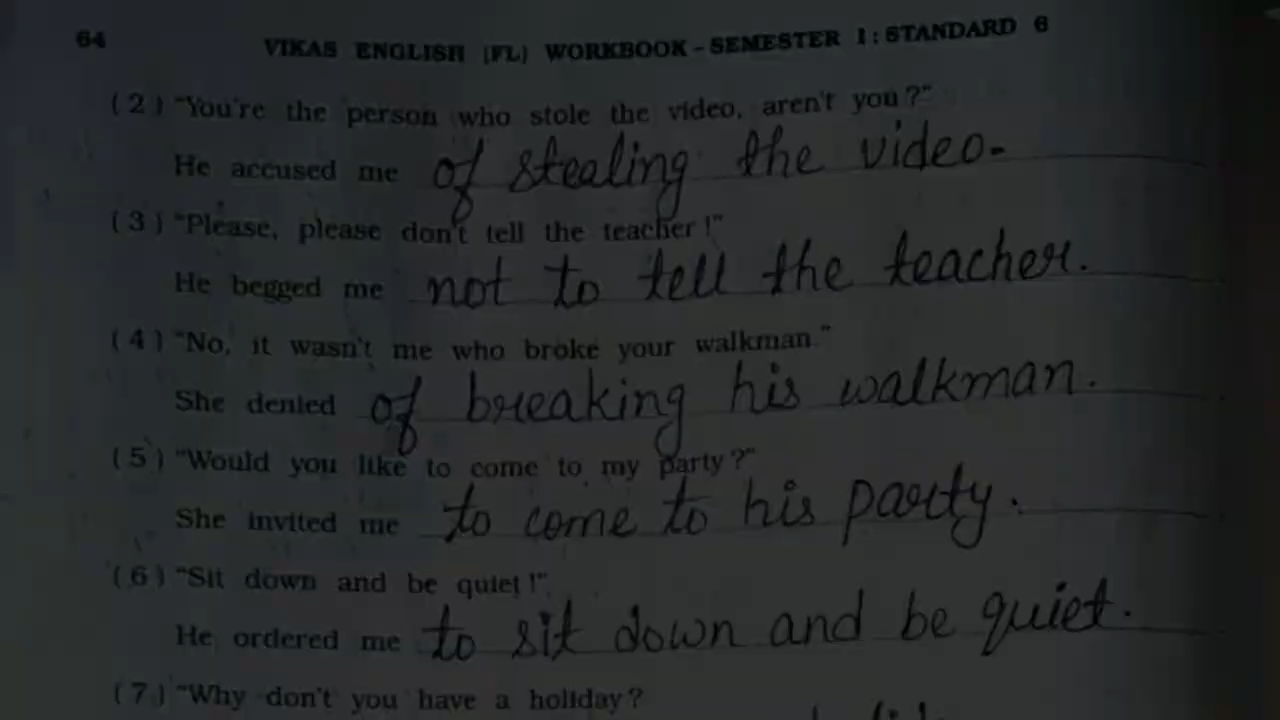 64 VIKAS ENGLISH (FL) WORKBOOK - SEMESTER I : STANDARD 6
(2) "You're the person who stole the video, aren't you?"
He accused me of stealing the video.
(3) "Please, please don't tell the teacher!"
He begged me not to tell the teacher.
(4) "No, it wasn't me who broke your walkman."
She denied of breaking his walkman.
(5) "Would you like to come to my party?"
She invited me to come to his party.
(6) "Sit down and be quiet!"
He ordered me to sit down and be quiet.
(7) "Why don't you have a holiday?